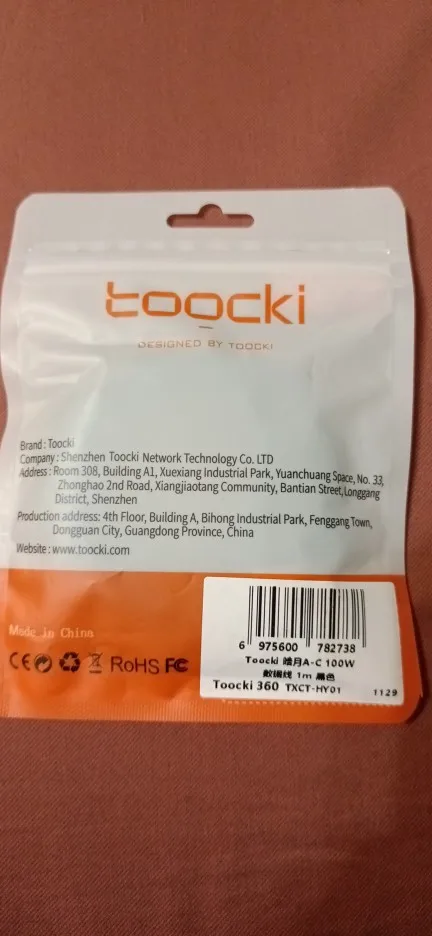 toocki
DESIGNED BY TOOCKI
Brand : Toocki
Company : Shenzhen Toocki Network Technology Co. LTD
Address : Room 308, Building A1, Xuexiang Industrial Park, Yuanchuang Space, No. 33,
Zhonghao 2nd Road, Xiangjiaotang Community, Bantian Street, Longgang
District, Shenzhen
Production address: 4th Floor, Building A, Bihong Industrial Park, Fenggang Town,
Dongguan City, Guangdong Province, China
Website : www.toocki.com
Made in China
CE RoHS FC
6 975600 782738
Toocki 皓月A-C 100W
1m 黑色
Toocki 360 TXCT-HY01
1129